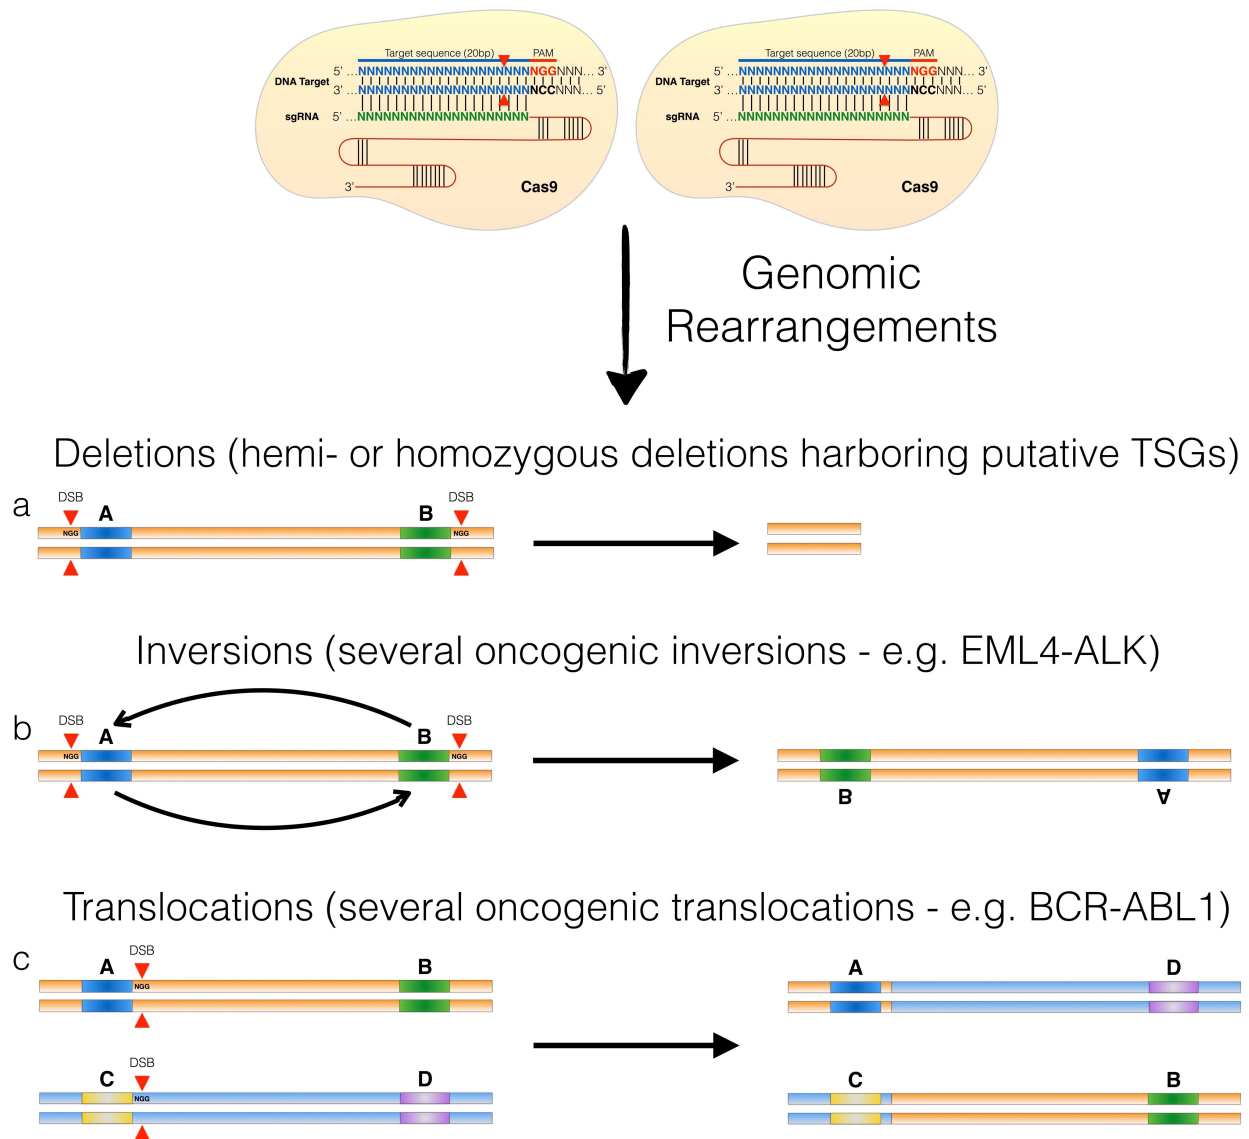 Target sequence (20bp) PAM
5' ...NNNNNNNNNNNNNNNNNNNNNGGNNN... 3'
DNA Target
3' ...NNNNNNNNNNNNNNNNNNNNNCCNNN... 5'
sgRNA 5' ...NNNNNNNNNNNNNNNNNNNN
3'
Cas9
Target sequence (20bp) PAM
5' ...NNNNNNNNNNNNNNNNNNNNNGGNNN... 3'
DNA Target
3' ...NNNNNNNNNNNNNNNNNNNNNCCNNN... 5'
sgRNA 5' ...NNNNNNNNNNNNNNNNNNNN
3'
Cas9
Genomic
Rearrangements
Deletions (hemi- or homozygous deletions harboring putative TSGs)
a
DSB DSB
A B
NGG NGG
Inversions (several oncogenic inversions - e.g. EML4-ALK)
b
DSB DSB
A B
NGG NGG
B A
Translocations (several oncogenic translocations - e.g. BCR-ABL1)
c
DSB
A B
NGG
A D
DSB
C D
NGG
C B